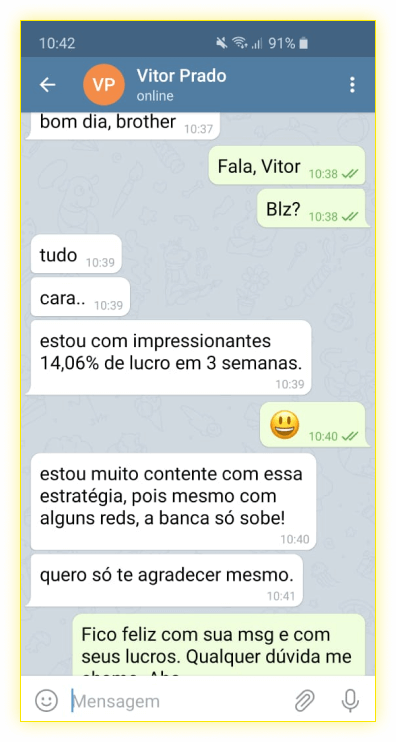 10:42 91%
VP Vitor Prado
online
bom dia, brother 10:37
Fala, Vitor 10:38
Blz? 10:38
tudo 10:39
cara.. 10:39
estou com impressionantes
14,06% de lucro em 3 semanas.
10:39
10:40
estou muito contente com essa
estratégia, pois mesmo com
alguns reds, a banca só sobe!
10:40
quero só te agradecer mesmo.
10:41
Fico feliz com sua msg e com
seus lucros. Qualquer dúvida me
Mensagem